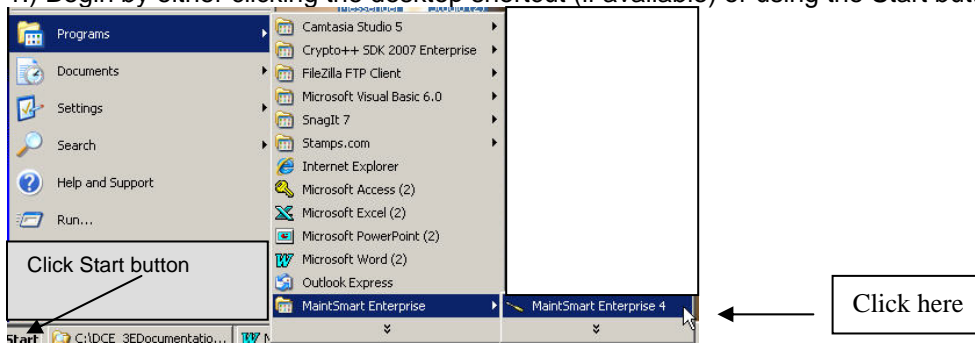 Begin by either clicking the desktop shortcut (if available) or using the Start
Programs
Documents
Settings
Search
Help and Support
Run...
Click Start button
Camtasia Studio 5
Crypto++ SDK 2007 Enterprise
FileZilla FTP Client
Microsoft Visual Basic 6.0
SnagIt 7
Stamps.com
Internet Explorer
Microsoft Access (2)
Microsoft Excel (2)
Microsoft PowerPoint (2)
Microsoft Word (2)
Outlook Express
MaintSmart Enterprise
MaintSmart Enterprise 4
Click here
Start
C:\DCE_3EDocumentatio...